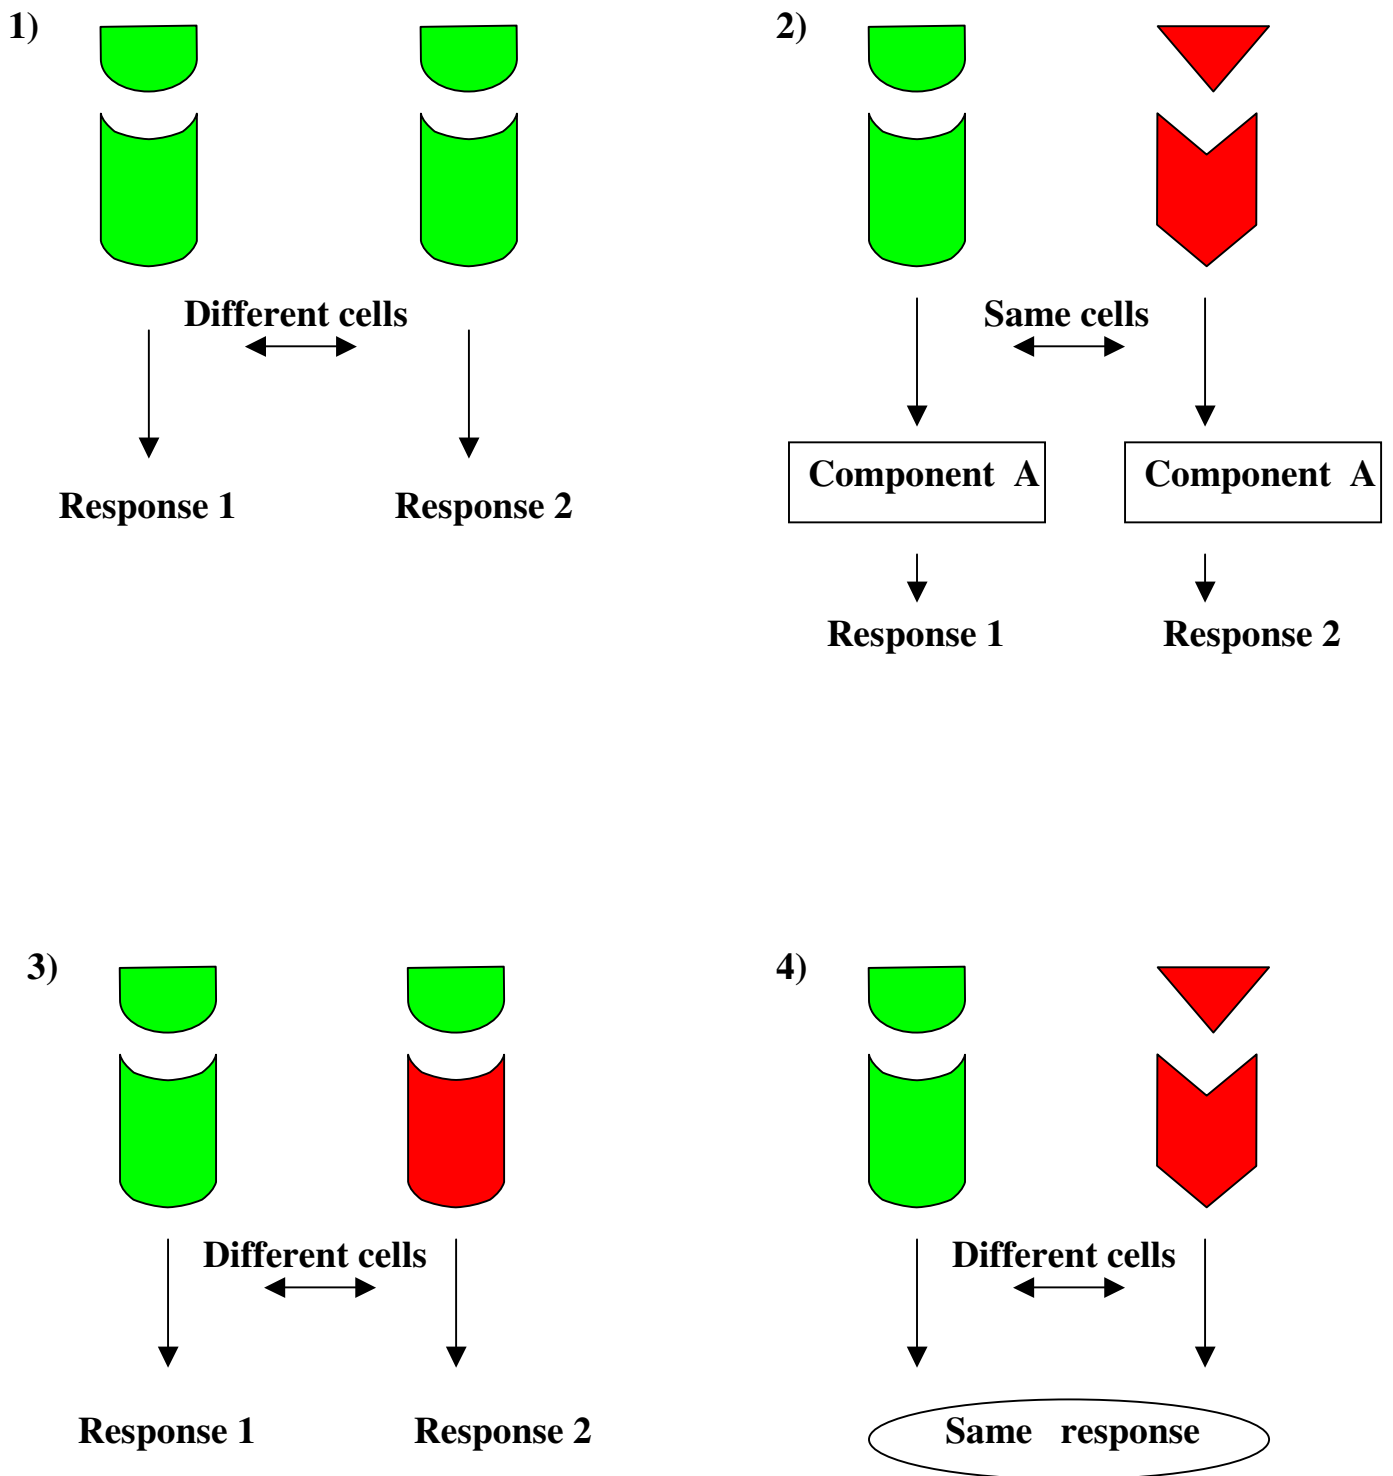 1)
Different cells
Response 1
Response 2
2)
Same cells
Component A
Component A
Response 1
Response 2
3)
Different cells
Response 1
Response 2
4)
Different cells
Same response